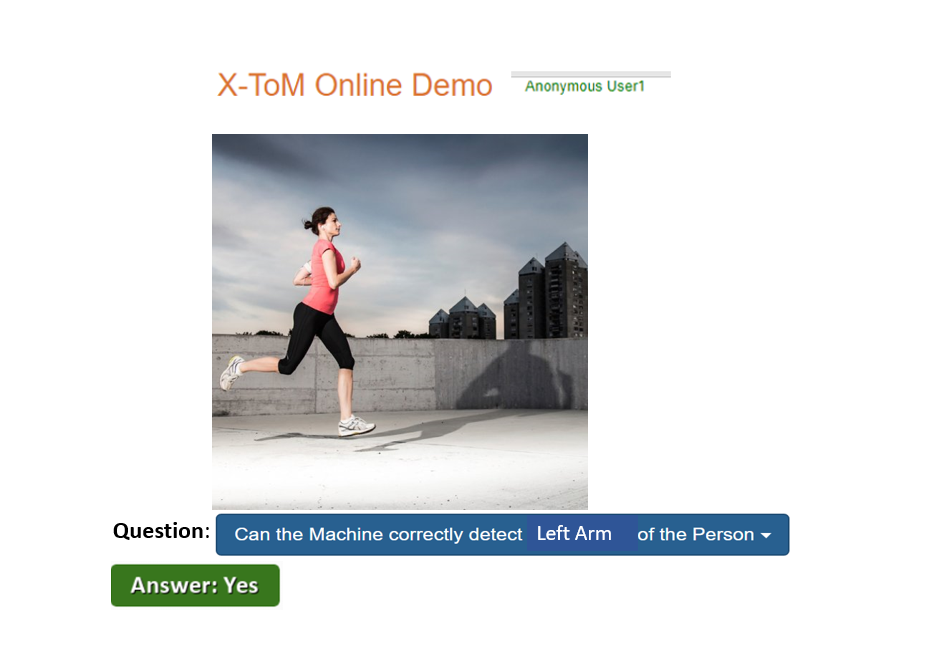 X-ToM Online Demo
Anonymous User1
Question: Can the Machine correctly detect Left Arm of the Person
Answer: Yes